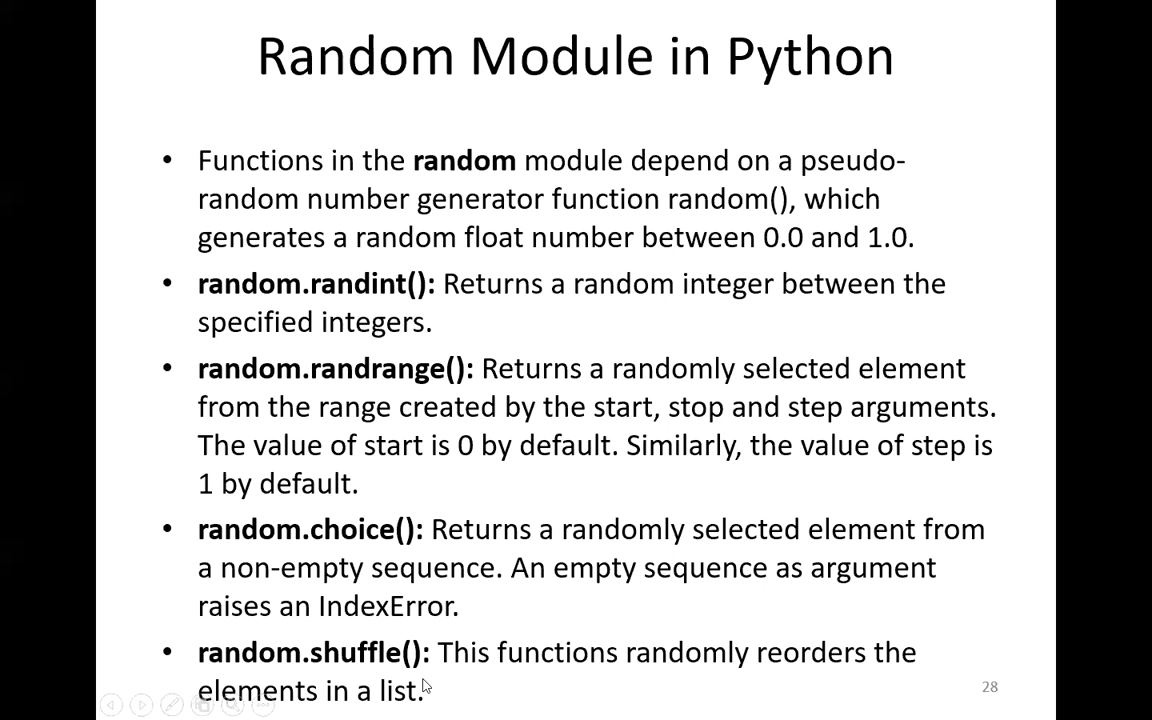 Random Module in Python
• Functions in the random module depend on a pseudo-
random number generator function random(), which
generates a random float number between 0.0 and 1.0.
• random.randint(): Returns a random integer between the
specified integers.
• random.randrange(): Returns a randomly selected element
from the range created by the start, stop and step arguments.
The value of start is 0 by default. Similarly, the value of step is
1 by default.
• random.choice(): Returns a randomly selected element from
a non-empty sequence. An empty sequence as argument
raises an IndexError.
• random.shuffle(): This functions randomly reorders the
elements in a list.
28